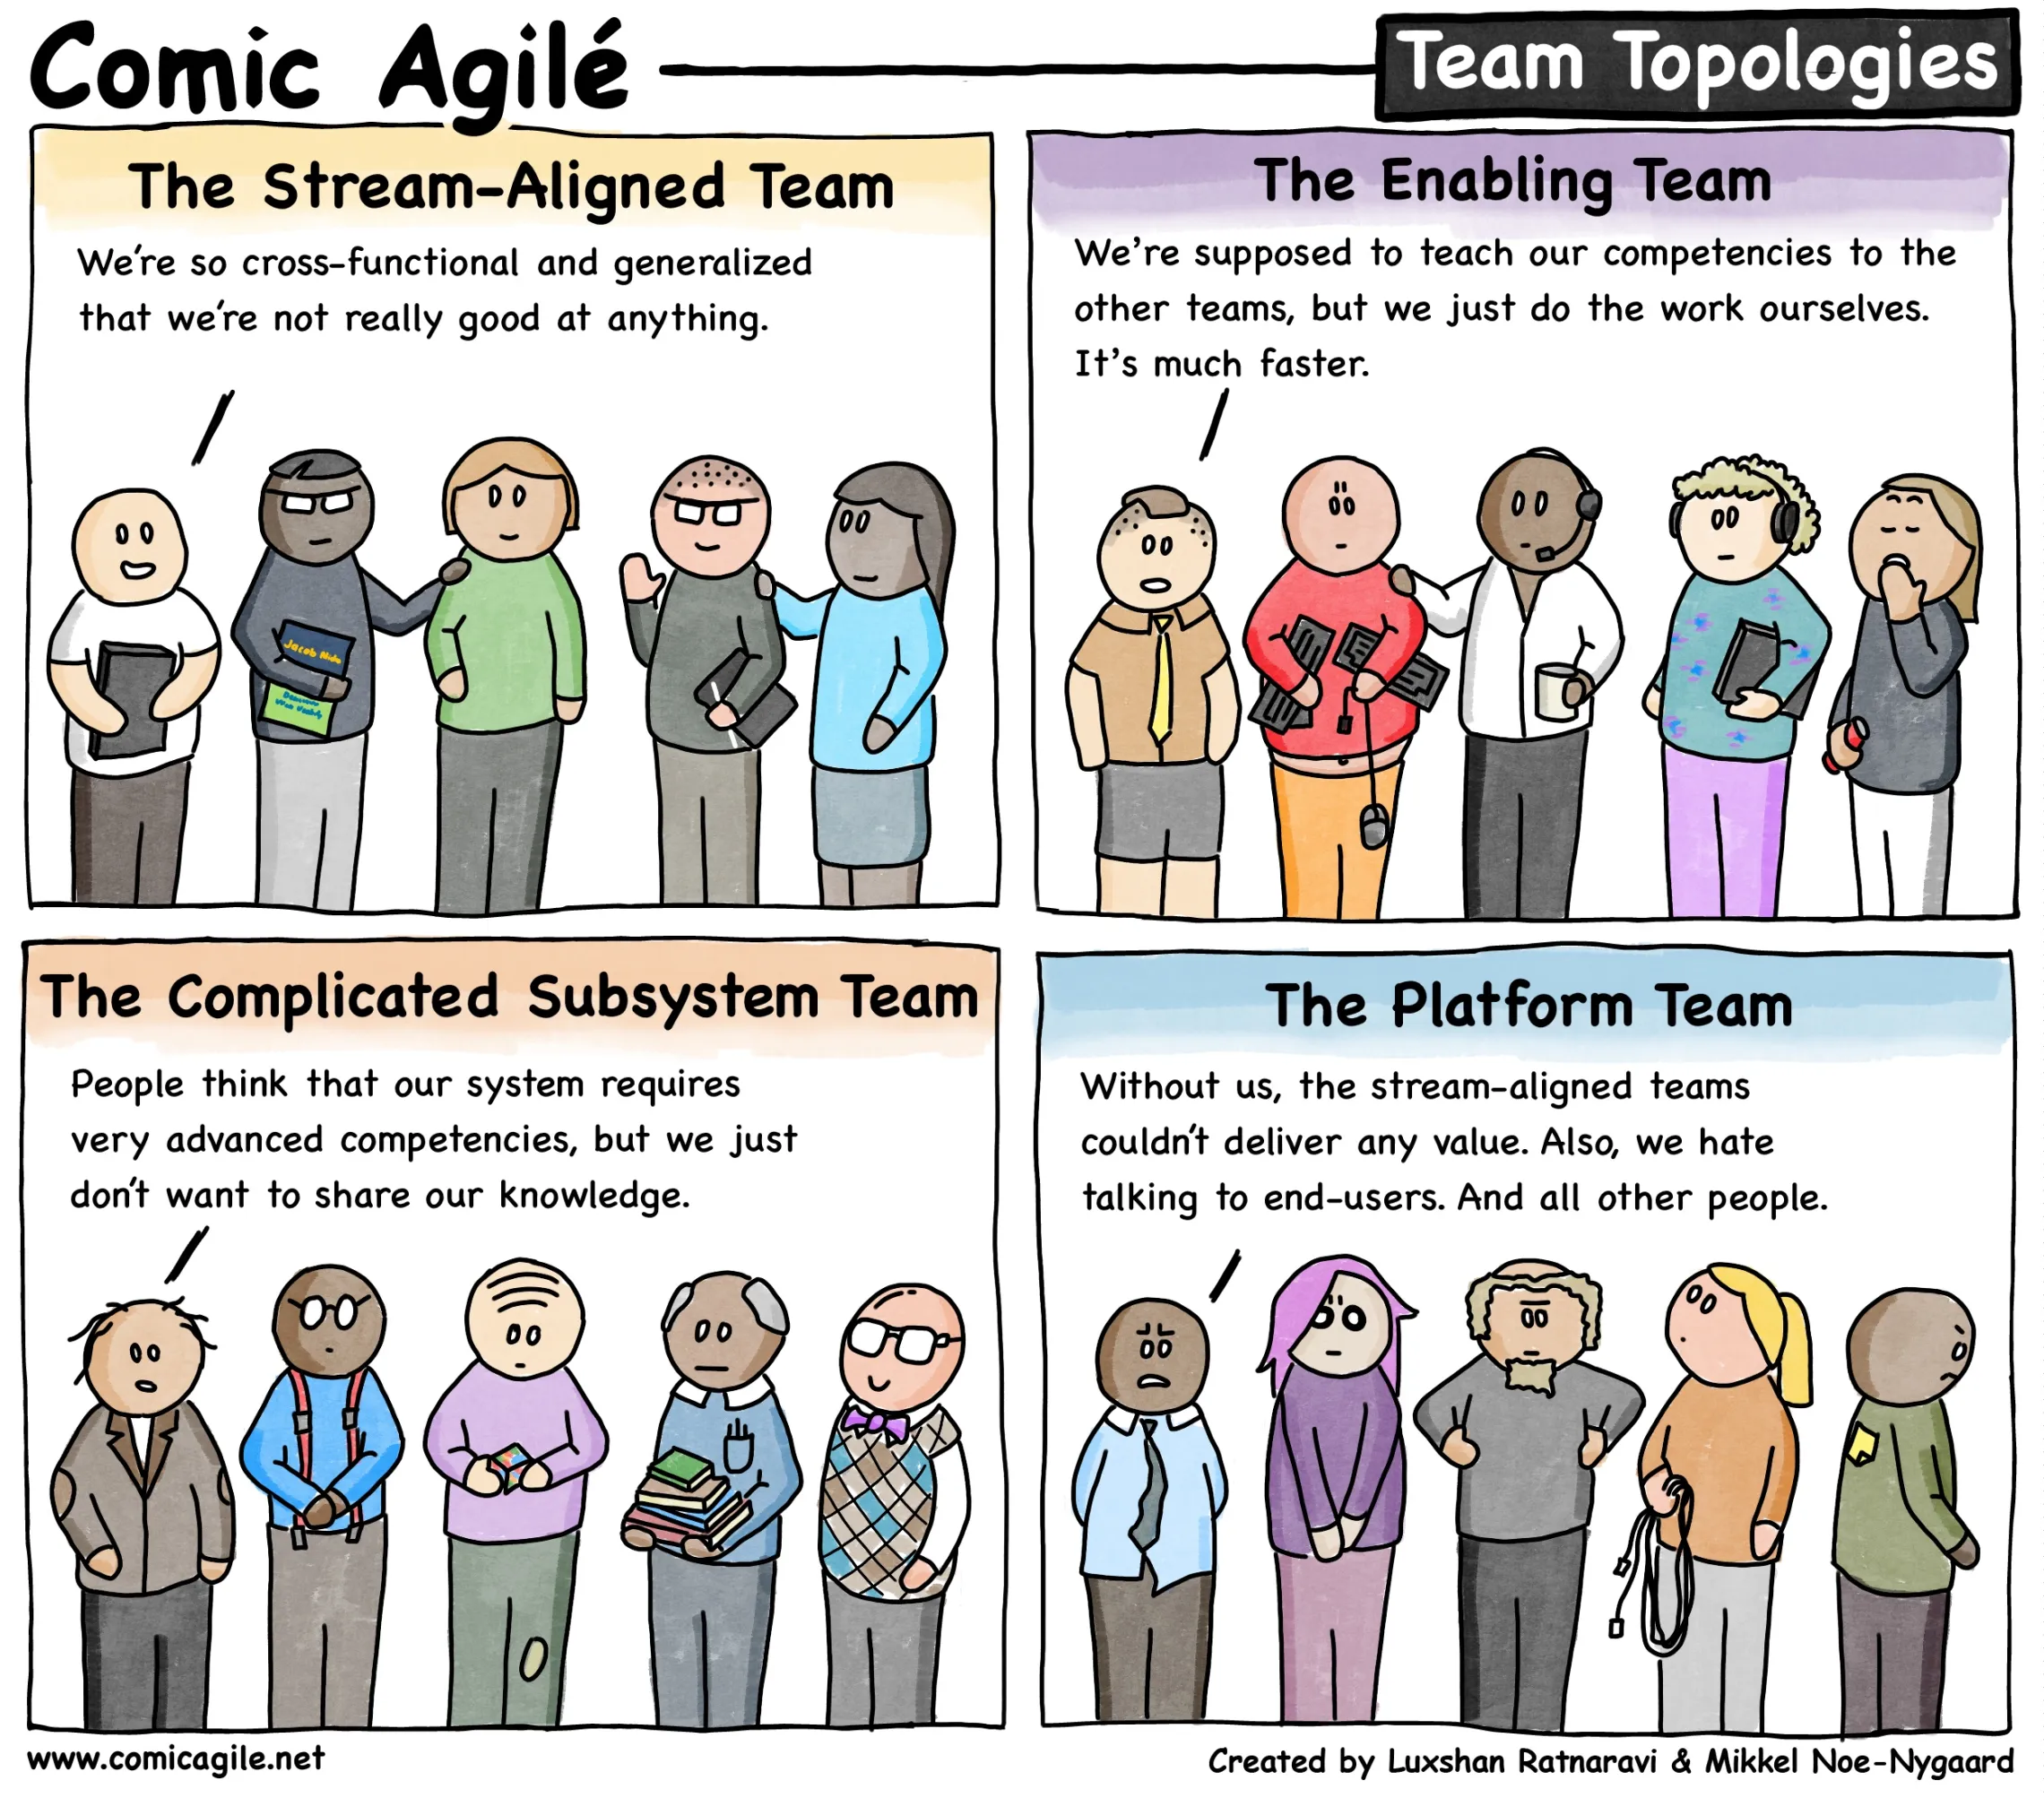 Comic Agilé
Team Topologies
The Stream-Aligned Team
We're so cross-functional and generalized
that we're not really good at anything.
Jacob Nido
The Enabling Team
We're supposed to teach our competencies to the
other teams, but we just do the work ourselves.
It's much faster.
The Complicated Subsystem Team
People think that our system requires
very advanced competencies, but we just
don't want to share our knowledge.
The Platform Team
Without us, the stream-aligned teams
couldn't deliver any value. Also, we hate
talking to end-users. And all other people.
www.comicagile.net
Created by Luxshan Ratnaravi & Mikkel Noe-Nygaard